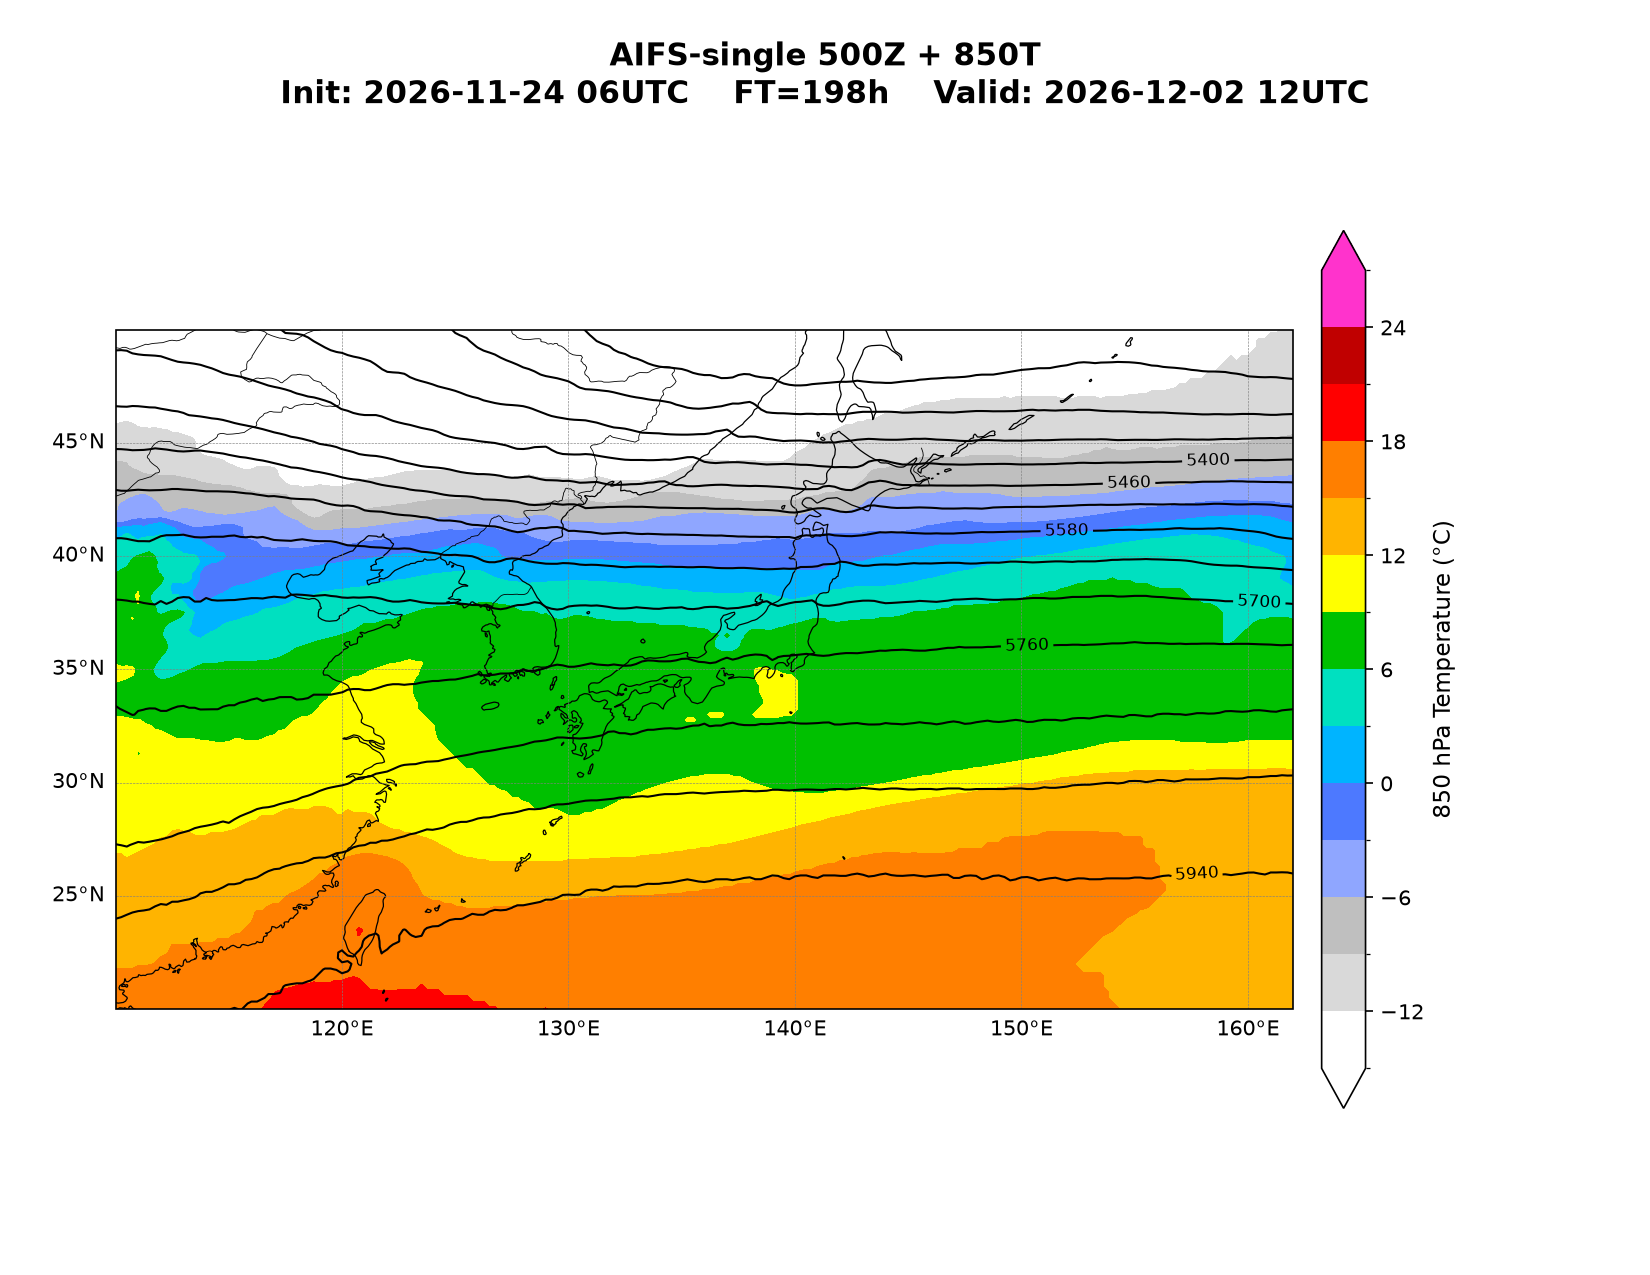 AIFS-single 500Z + 850T
Init: 2026-11-24 06UTC    FT=198h    Valid: 2026-12-02 12UTC
24
18
12
6
0
−6
−12
850 hPa Temperature (°C)
45°N
40°N
35°N
30°N
25°N
5400
5460
5580
5700
5760
5940
120°E
130°E
140°E
150°E
160°E